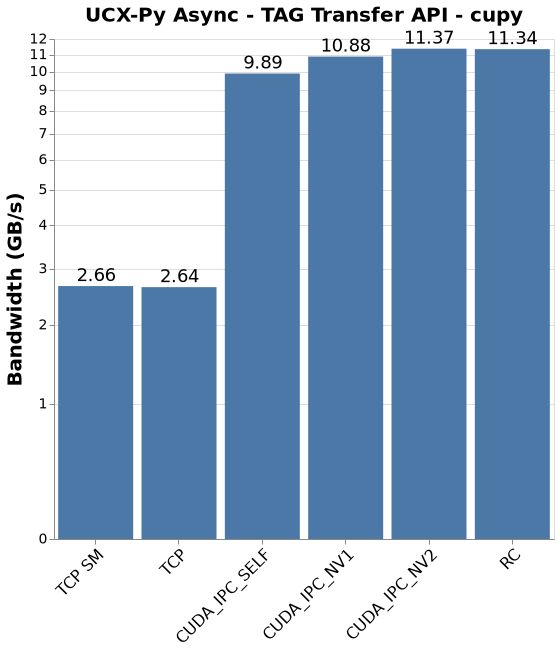 UCX-Py Async - TAG Transfer API - cupy
Bandwidth (GB/s)
12
11
10
9
8
7
6
5
4
3
2
1
0
2.66
2.64
9.89
10.88
11.37
11.34
TCP SM
TCP
CUDA_IPC_SELF
CUDA_IPC_NV1
CUDA_IPC_NV2
RC